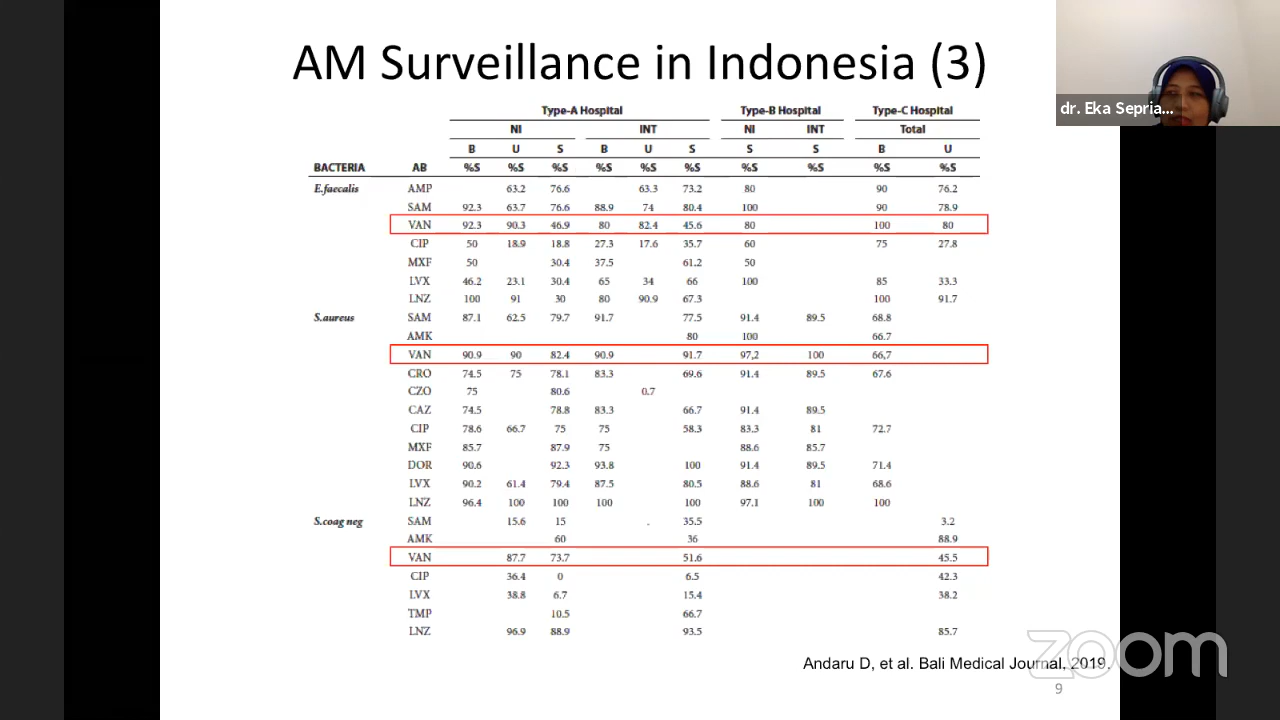 AM Surveillance in Indonesia (3)
dr. Eka Sepria...
Type-A Hospital Type-B Hospital Type-C Hospital
NI INT NI INT Total
B U S B U S S S B U
BACTERIA AB %S %S %S %S %S %S %S %S %S %S
E.faecalis AMP 63.2 76.6 63.3 73.2 80 90 76.2
SAM 92.3 63.7 76.6 88.9 74 80.4 100 90 78.9
VAN 92.3 90.3 46.9 80 82.4 45.6 80 100 80
CIP 50 18.9 18.8 27.3 17.6 35.7 60 75 27.8
MXF 50 30.4 37.5 61.2 50
LVX 46.2 23.1 30.4 65 34 66 100 85 33.3
LNZ 100 91 30 80 90.9 67.3 100 91.7
S.aureus SAM 87.1 62.5 79.7 91.7 77.5 91.4 89.5 68.8
AMK 80 100 66.7
VAN 90.9 90 82.4 90.9 91.7 97,2 100 66,7
CRO 74.5 75 78.1 83.3 69.6 91.4 89.5 67.6
CZO 75 80.6 0.7
CAZ 74.5 78.8 83.3 66.7 91.4 89.5
CIP 78.6 66.7 75 75 58.3 83.3 81 72.7
MXF 85.7 87.9 75 88.6 85.7
DOR 90.6 92.3 93.8 100 91.4 89.5 71.4
LVX 90.2 61.4 79.4 87.5 80.5 88.6 81 68.6
LNZ 96.4 100 100 100 100 97.1 100 100
S.coag neg SAM 15.6 15 . 35.5 3.2
AMK 60 36 88.9
VAN 87.7 73.7 51.6 45.5
CIP 36.4 0 6.5 42.3
LVX 38.8 6.7 15.4 38.2
TMP 10.5 66.7
LNZ 96.9 88.9 93.5 85.7
Andaru D, et al. Bali Medical Journal, 2019.
zoom
9